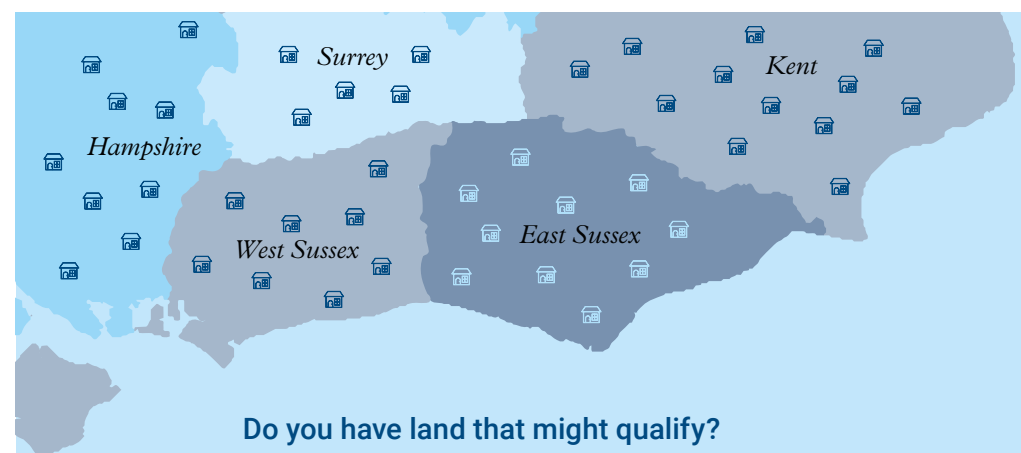 Surrey
Kent
Hampshire
West Sussex
East Sussex
Do you have land that might qualify?